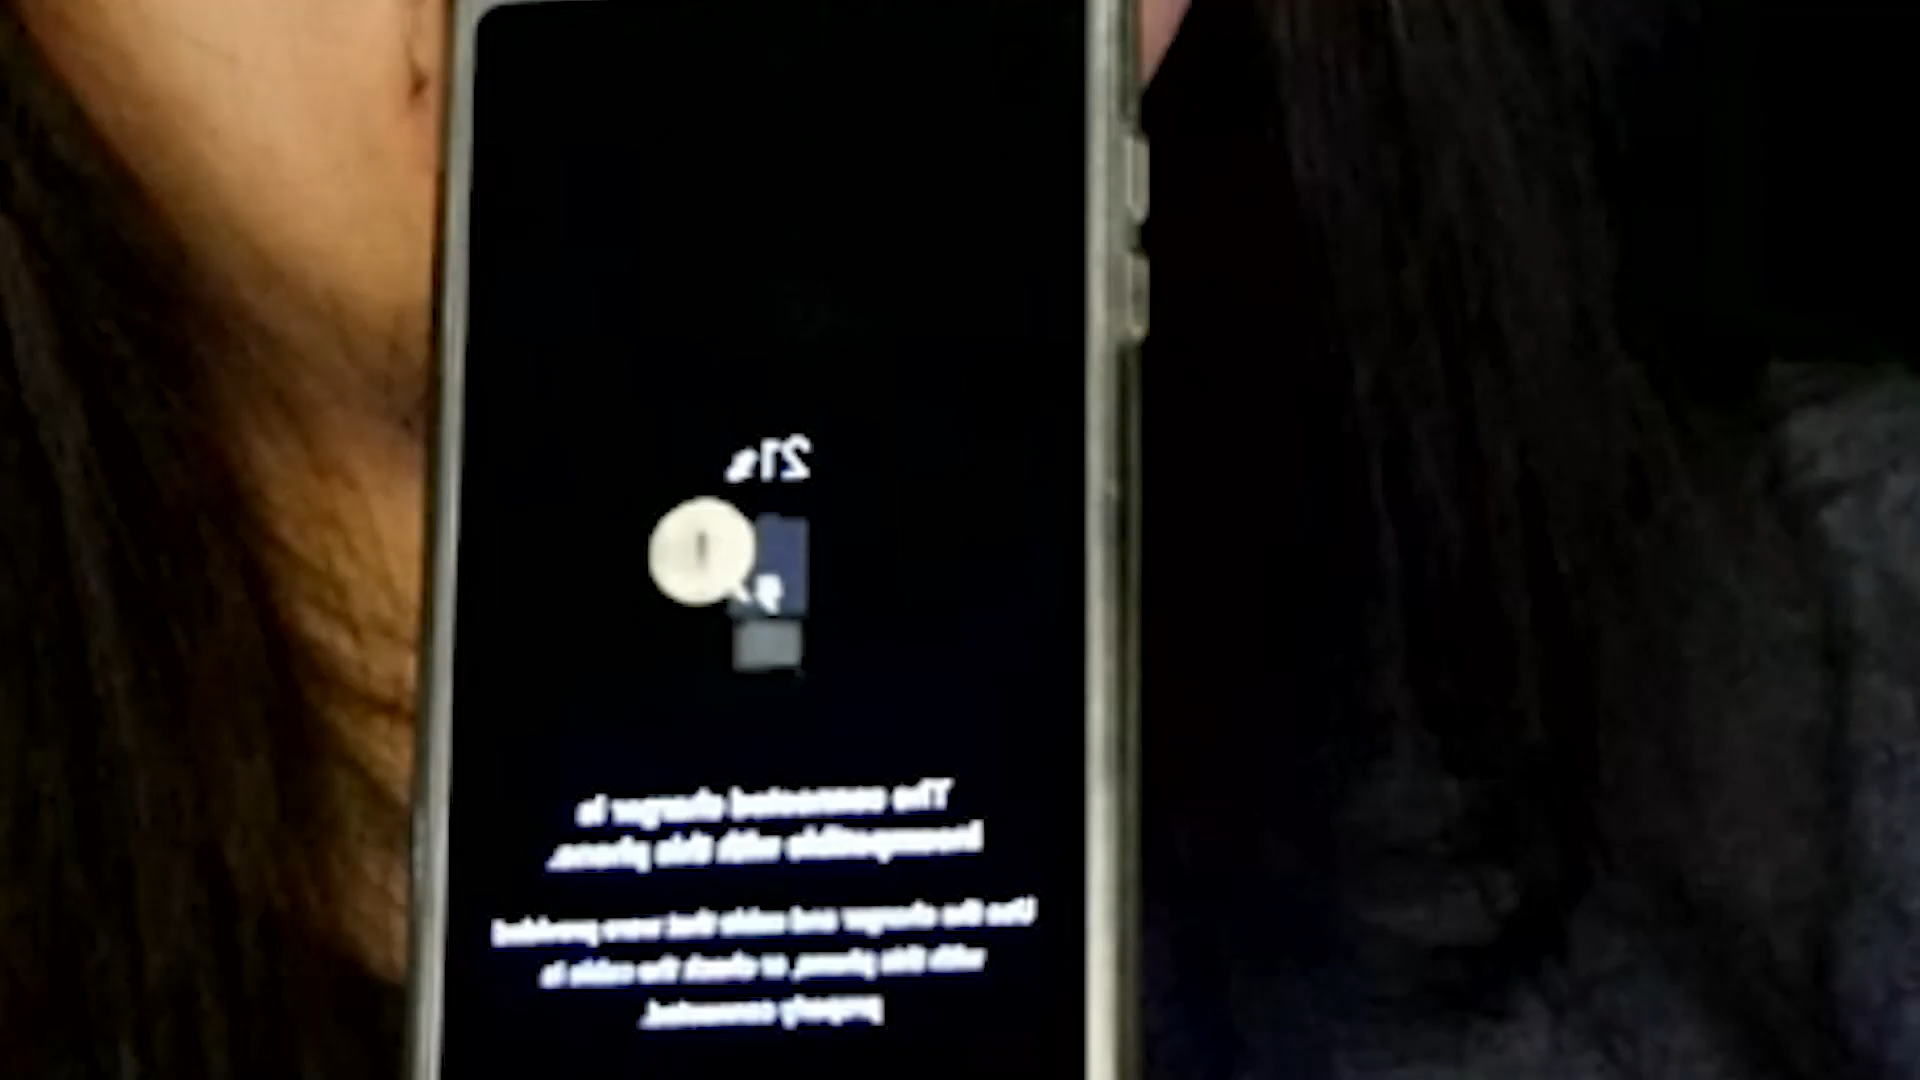 21%
The connected charger is
incompatible with this phone.
Use the charger and cable that were provided
with this phone, or check the cable is
properly connected.